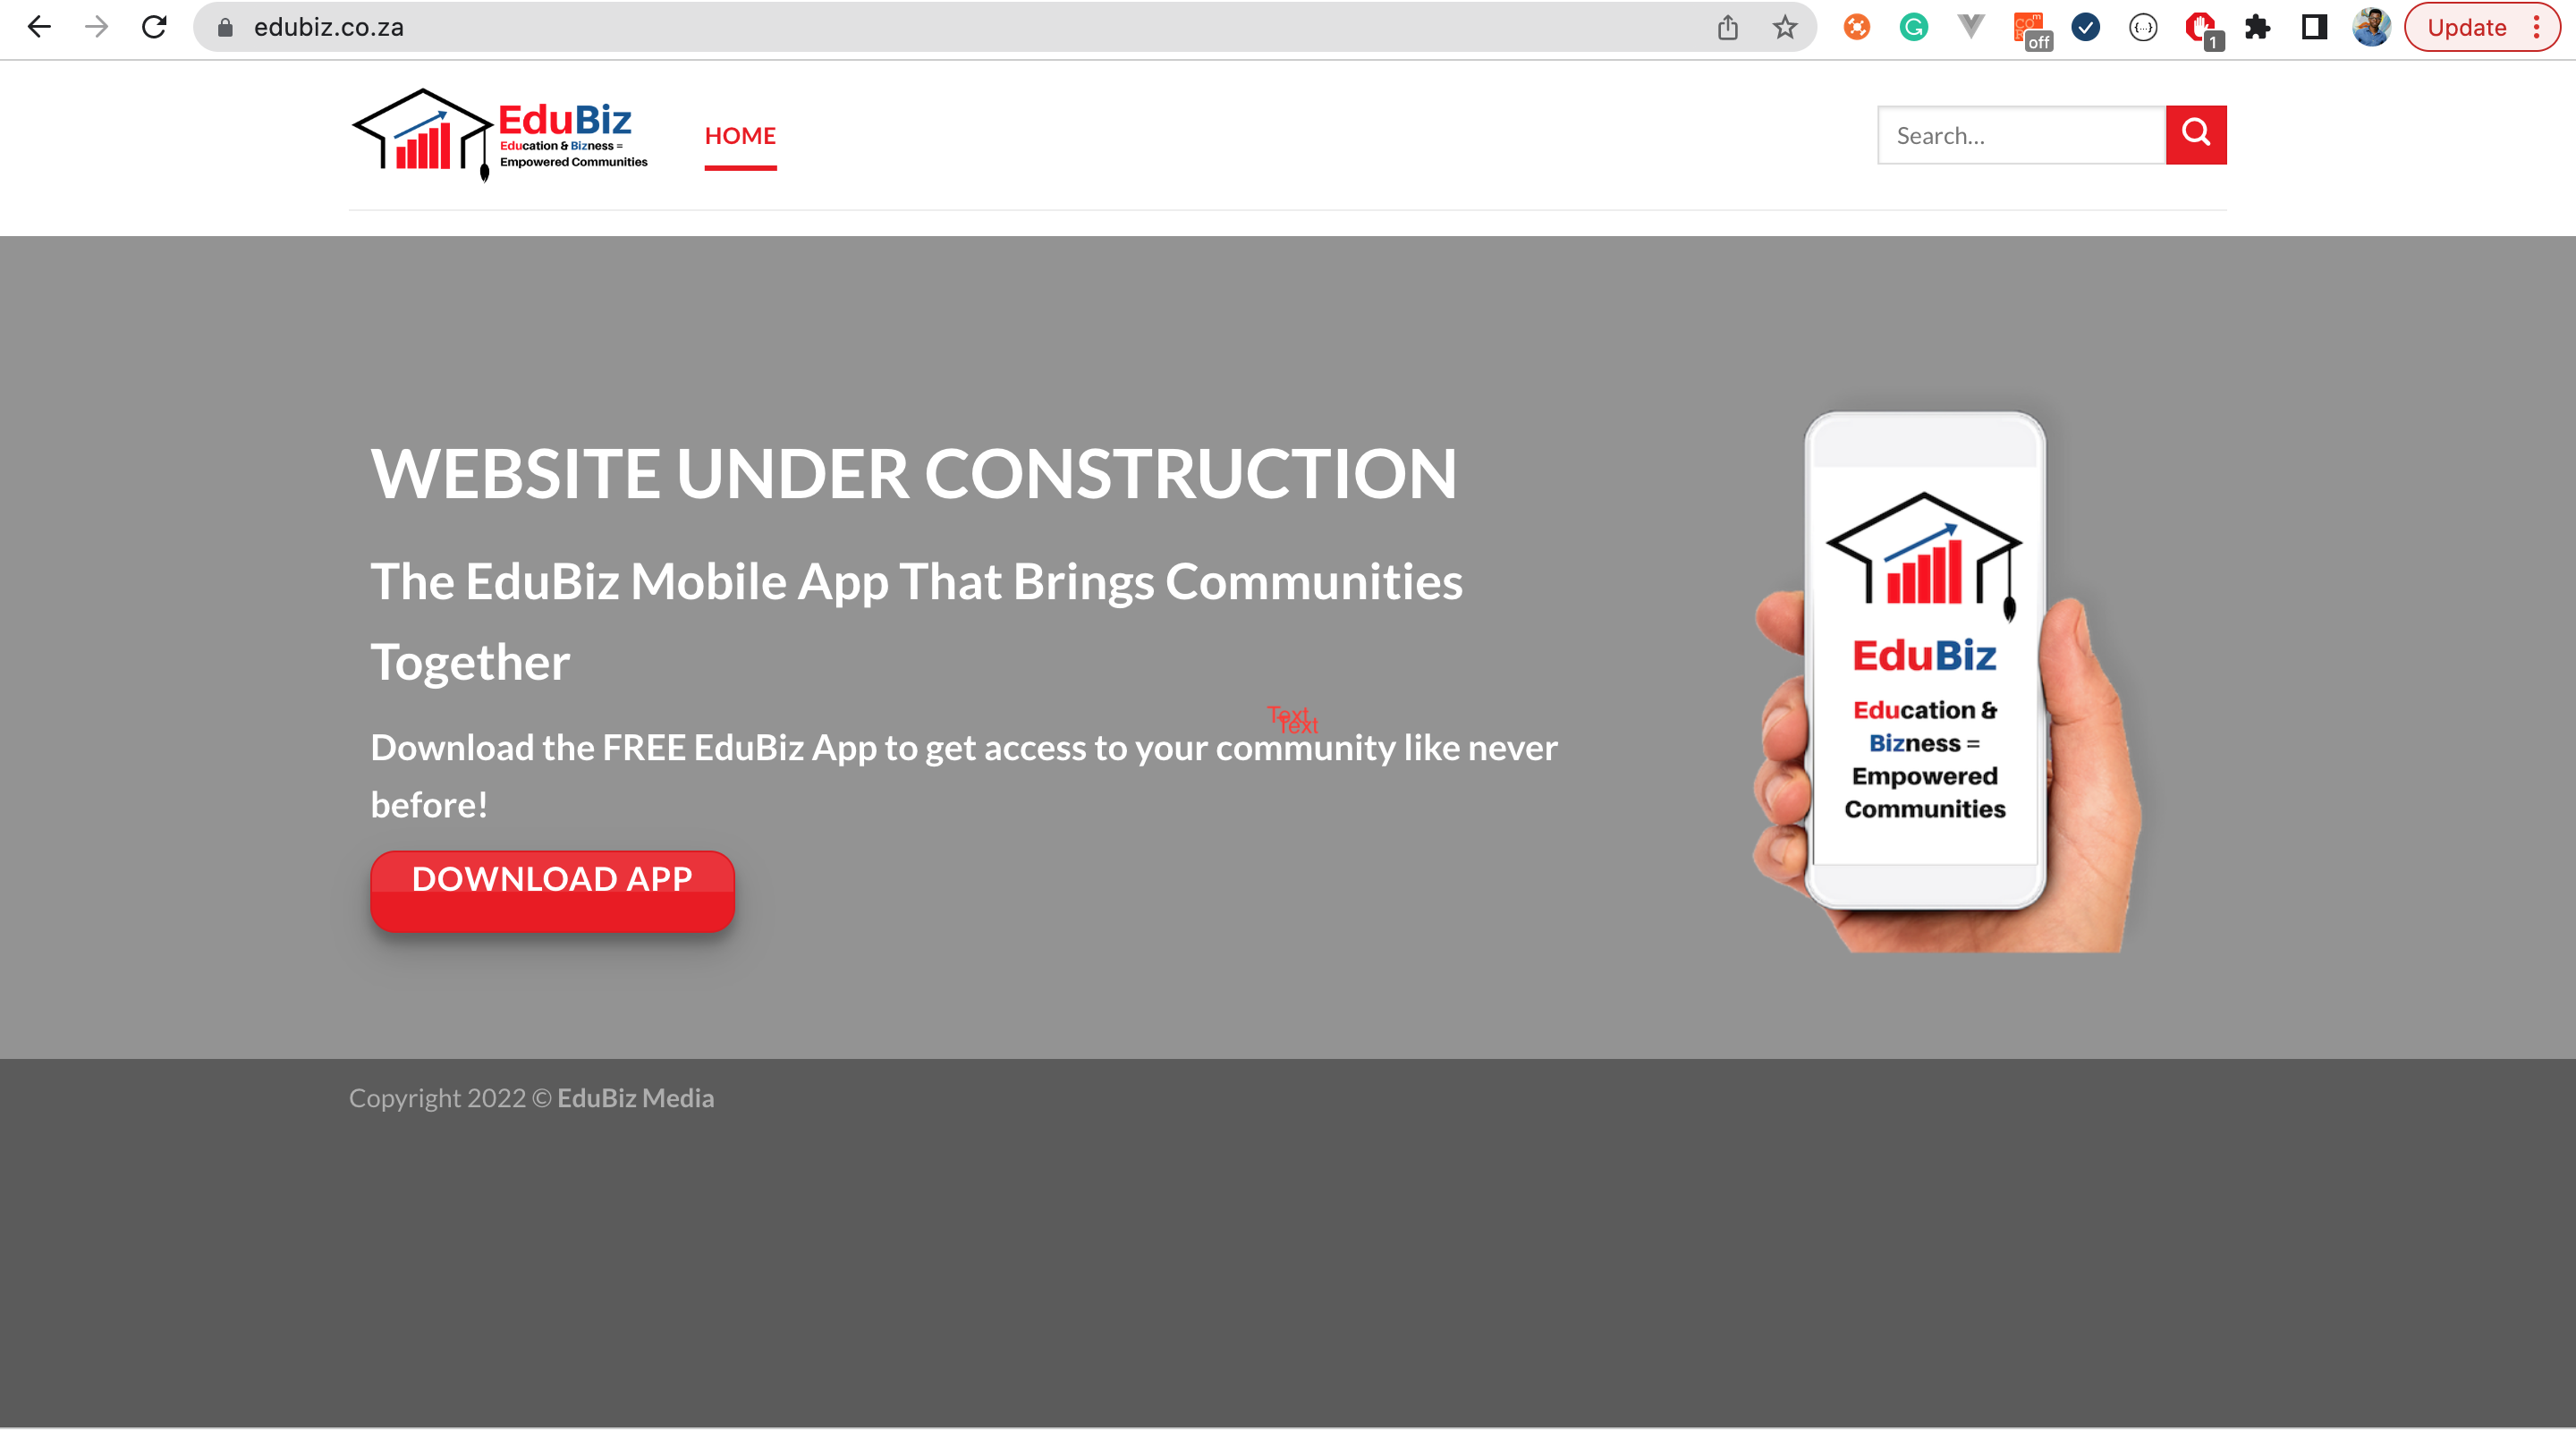 edubiz.co.za
off
1
Update
EduBiz
Education & Bizness =
Empowered Communities
HOME
Search...
WEBSITE UNDER CONSTRUCTION
The EduBiz Mobile App That Brings Communities
Together
Text
Text
Download the FREE EduBiz App to get access to your community like never
before!
DOWNLOAD APP
EduBiz
Education &
Bizness =
Empowered
Communities
Copyright 2022 © EduBiz Media